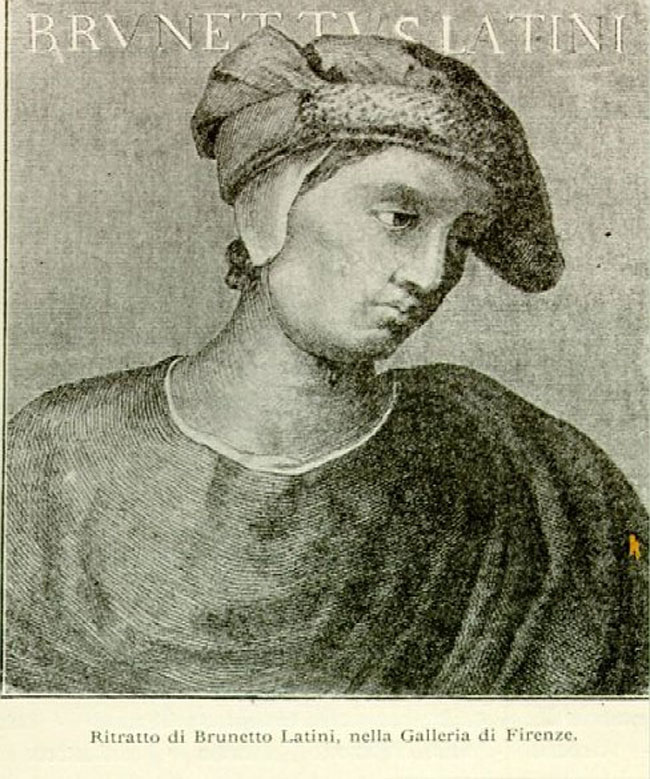 BRVNETTVS LATINI
Ritratto di Brunetto Latini, nella Galleria di Firenze.